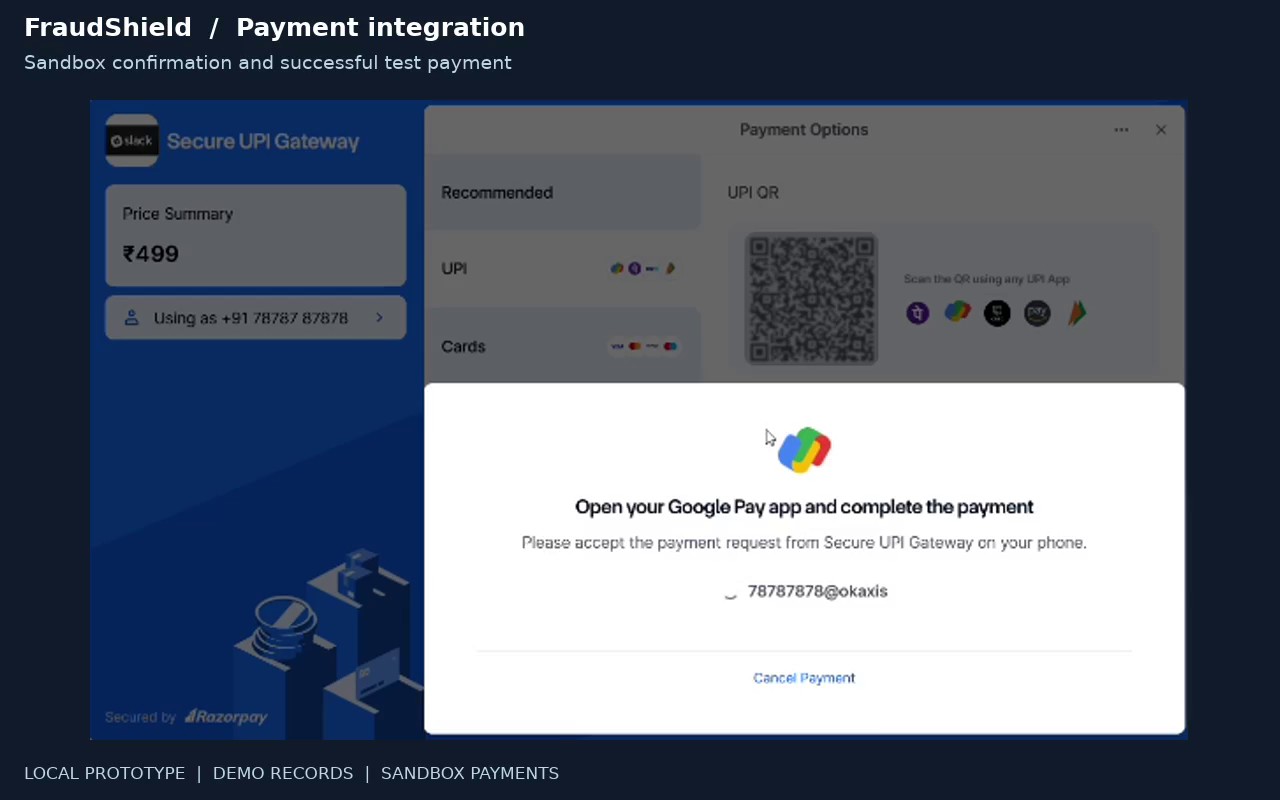 FraudShield / Payment integration
Sandbox confirmation and successful test payment
slack
Secure UPI Gateway
Price Summary
₹499
Using as +91 78787 87878
Secured by Razorpay
Payment Options
Recommended
UPI
Cards
VISA
UPI QR
Scan the QR using any UPI App
पे
pay
Open your Google Pay app and complete the payment
Please accept the payment request from Secure UPI Gateway on your phone.
78787878@okaxis
Cancel Payment
LOCAL PROTOTYPE | DEMO RECORDS | SANDBOX PAYMENTS